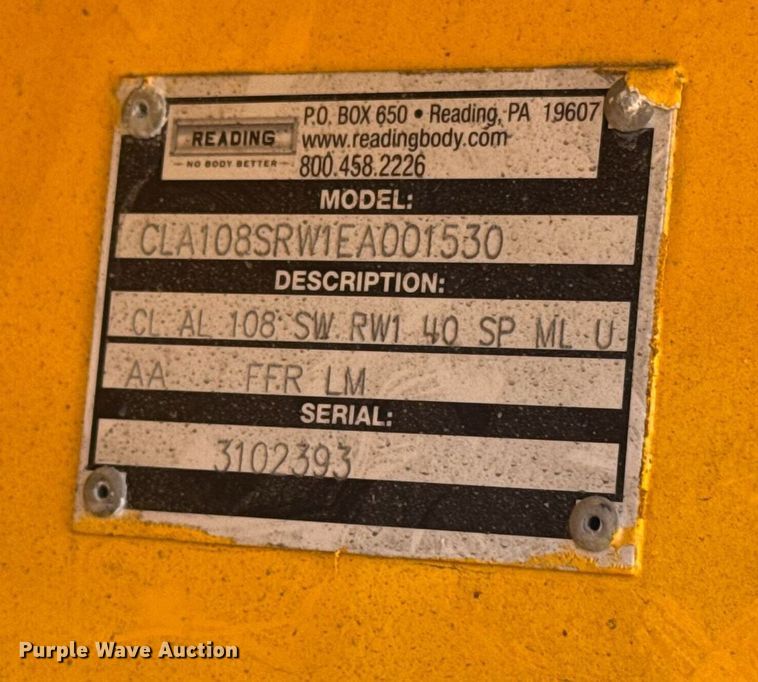 READING
NO BODY BETTER
P.O. BOX 650 • Reading, PA 19607
www.readingbody.com
800.458.2226
MODEL:
CLA108SRW1EA001530
DESCRIPTION:
CL AL 108 SW RW1 40 SP ML U
AA FFR LM
SERIAL:
3102393
Purple Wave Auction